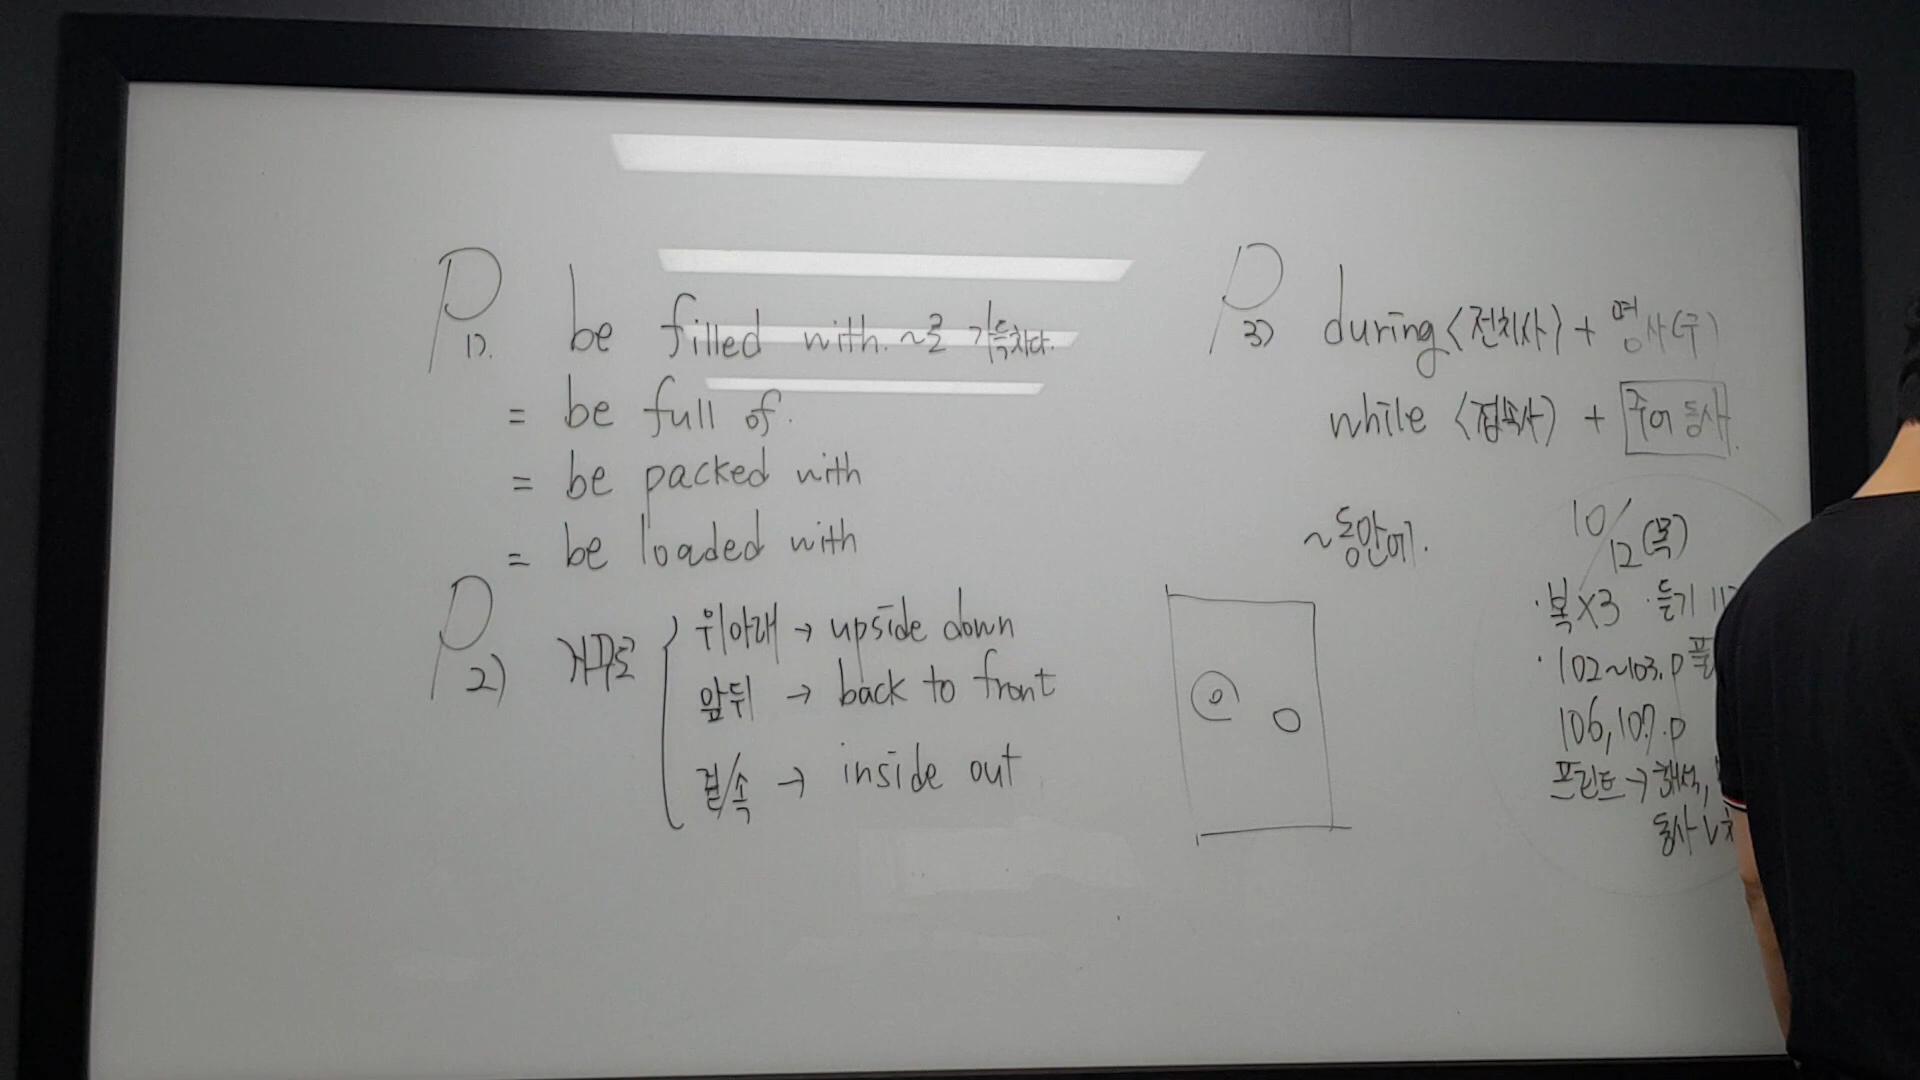 P
1). be filled with. ~로 가득차다.
= be full of.
= be packed with
= be loaded with
P
2) 거꾸로
위아래 → upside down
앞뒤 → back to front
겉/속 → inside out
P
3) during <전치사> + 명사(구)
while <접속사> + 주어 동사.
~동안에.
10/12 (목)
· 복 x3 · 듣기
· 102~103.p
106, 107.p
프린트 → 해석,
동사